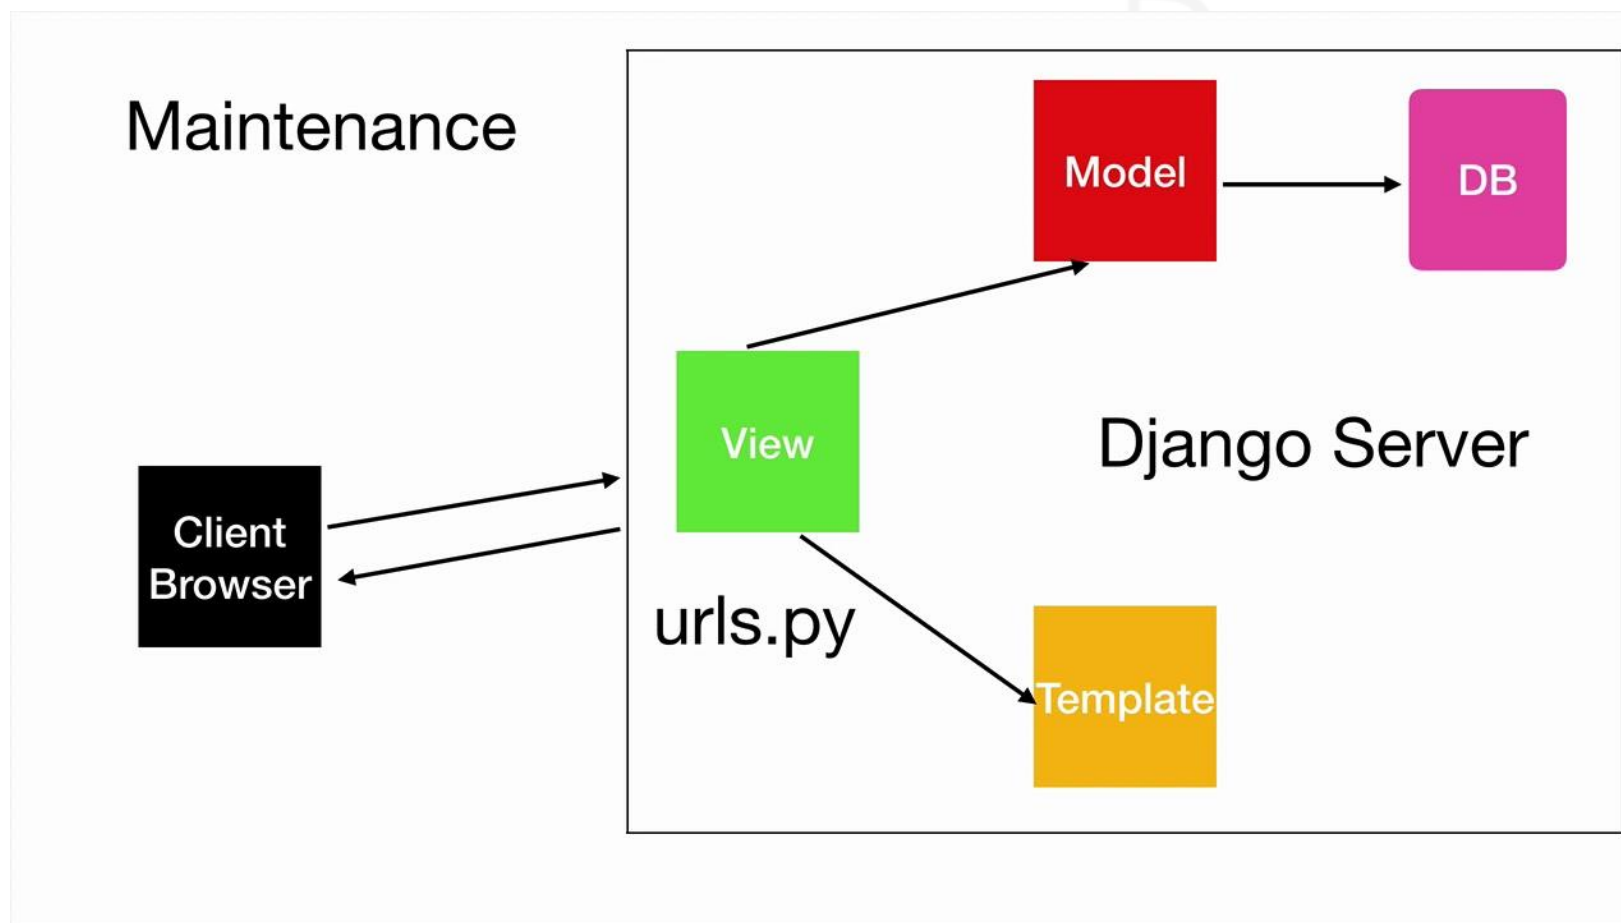 Maintenance
Model
DB
View
Django Server
Client
Browser
urls.py
Template